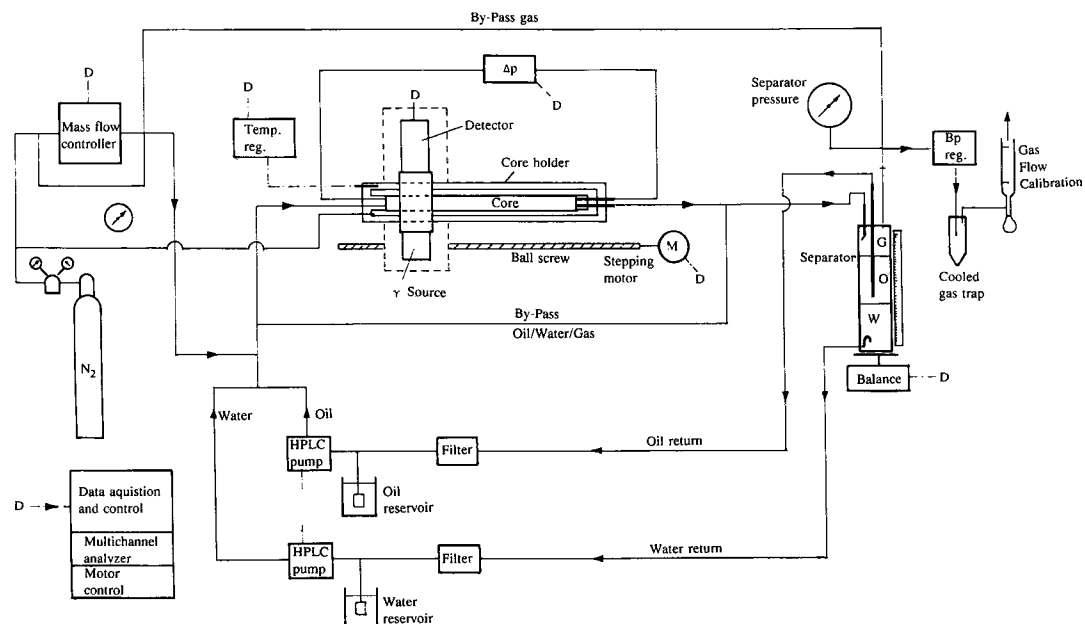 By-Pass gas
D
Mass flow
controller
D
Temp.
reg.
D
Detector
Δp
D
Core holder
Core
Separator
pressure
Bp
reg.
Gas
Flow
Calibration
Cooled
gas trap
Ball screw
Stepping
motor
M
D
γ Source
Separator
G
O
W
Balance
D
By-Pass
Oil/Water/Gas
N2
Water
Oil
HPLC
pump
Filter
Oil return
Oil
reservoir
HPLC
pump
Filter
Water return
Water
reservoir
D
Data aquistion
and control
Multichannel
analyzer
Motor
control